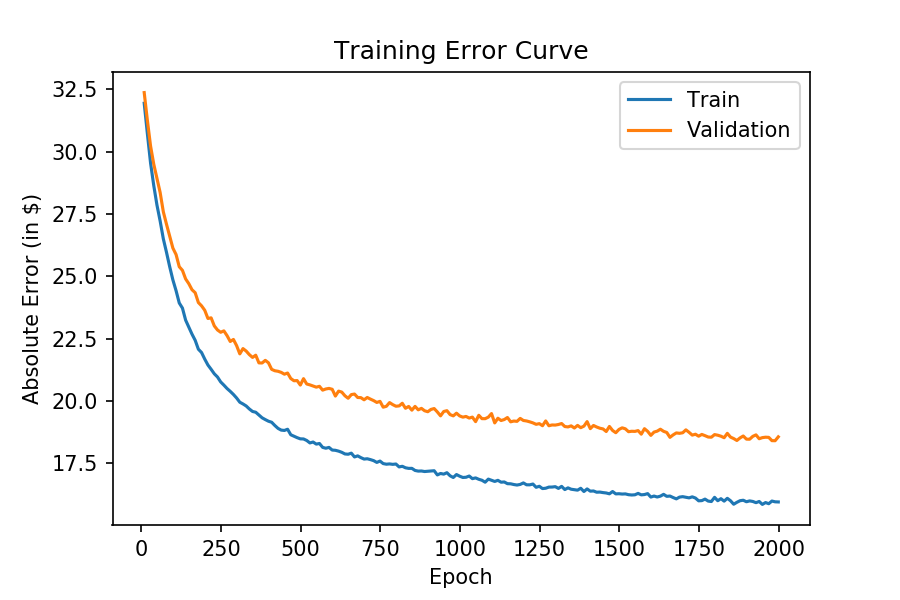 Training Error Curve
Train
Validation
Absolute Error (in $)
32.5
30.0
27.5
25.0
22.5
20.0
17.5
0 250 500 750 1000 1250 1500 1750 2000
Epoch